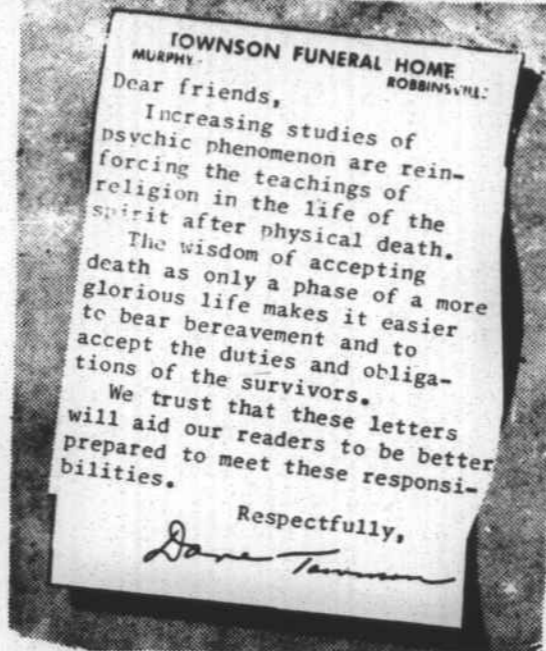 TOWNSON FUNERAL HOME
MURPHY - ROBBINSVILLE
Dear friends,
Increasing studies of
psychic phenomenon are rein-
forcing the teachings of
religion in the life of the
spirit after physical death.
The wisdom of accepting
death as only a phase of a more
glorious life makes it easier
to bear bereavement and to
accept the duties and obliga-
tions of the survivors.
We trust that these letters
will aid our readers to be better
prepared to meet these responsi-
bilities.
Respectfully,
Dave Townson